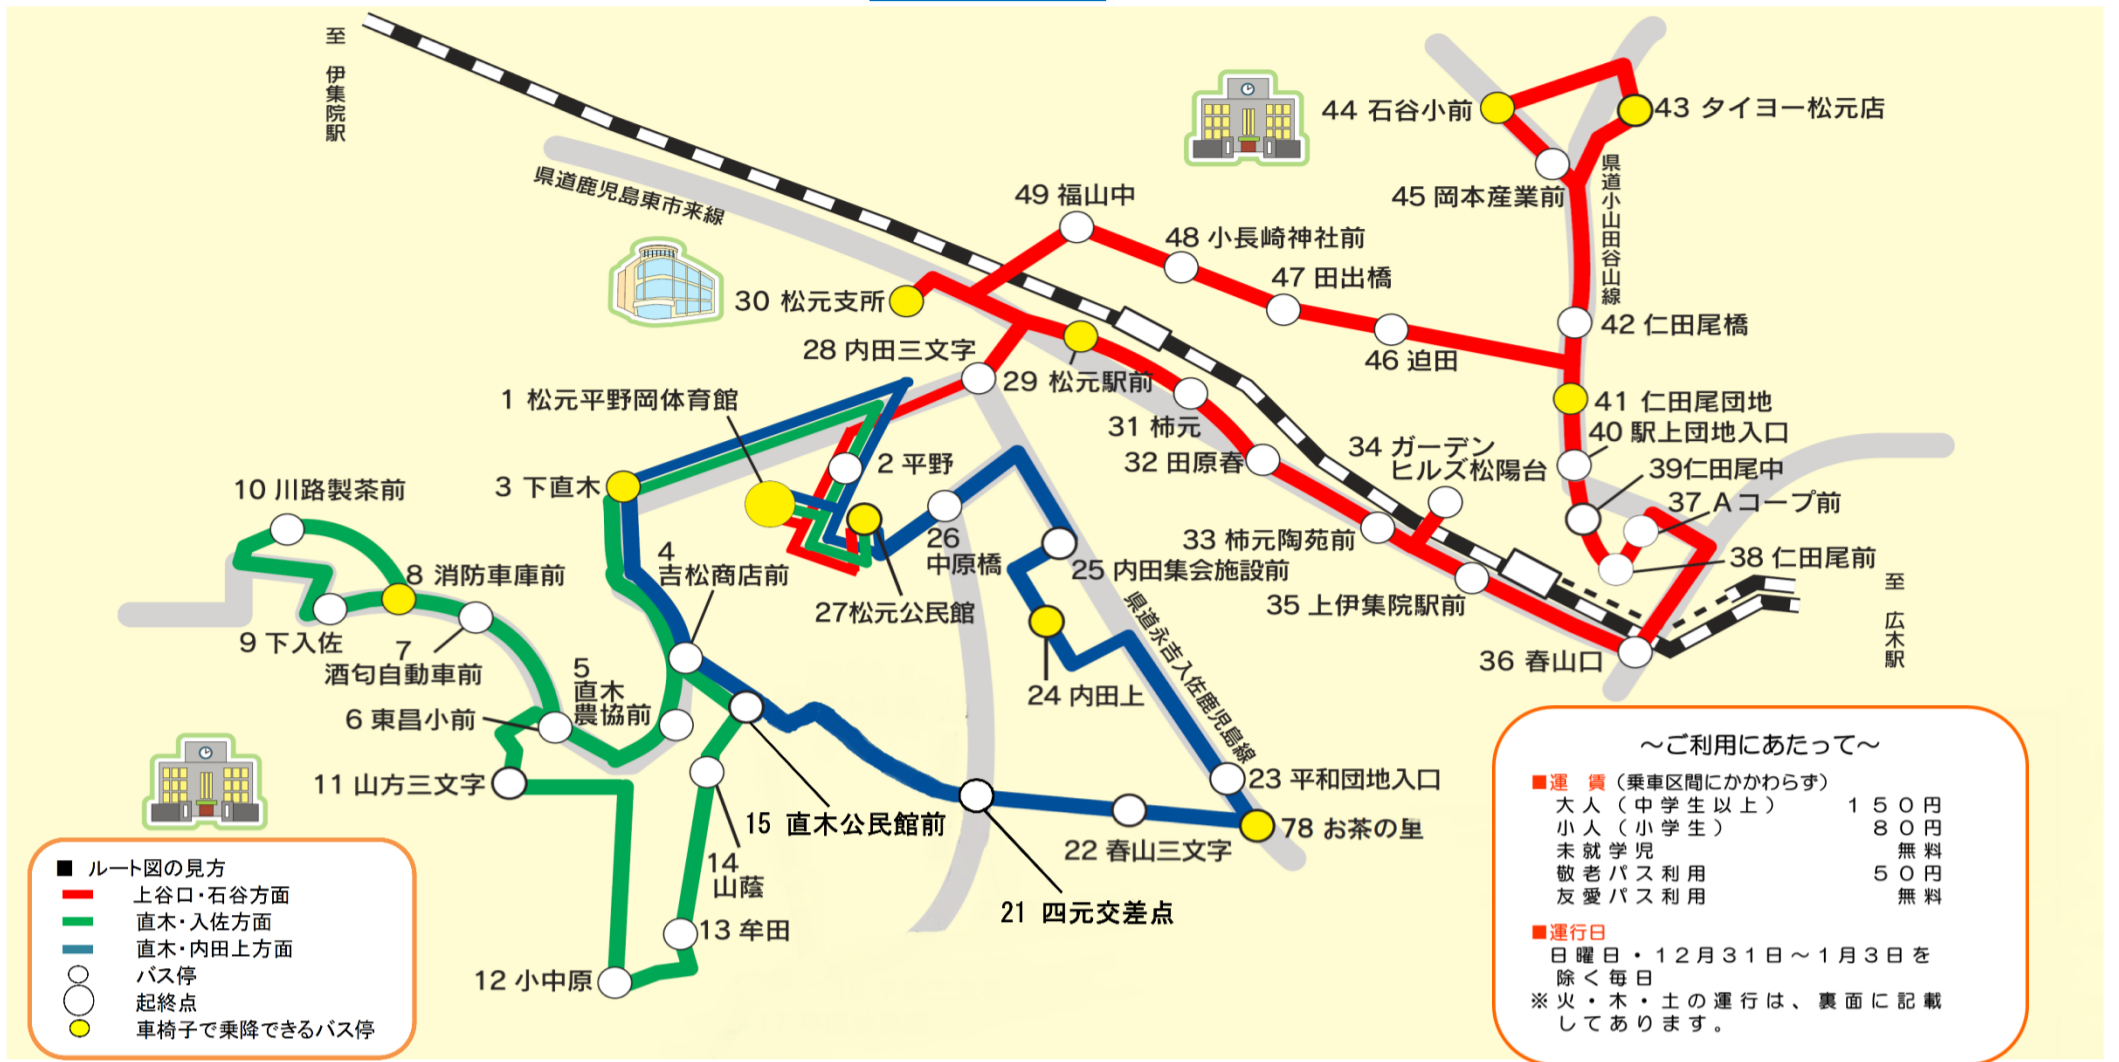 至 伊集院駅
県道鹿児島東市来線
44 石谷小前
43 タイヨー松元店
45 岡本産業前
県道小山田谷山線
49 福山中
48 小長崎神社前
47 田出橋
46 迫田
42 仁田尾橋
30 松元支所
28 内田三文字
29 松元駅前
41 仁田尾団地
40 駅上団地入口
1 松元平野岡体育館
31 柿元
32 田原春
34 ガーデン
ヒルズ松陽台
39仁田尾中
37 Aコープ前
2 平野
3 下直木
10 川路製茶前
33 柿元陶苑前
38 仁田尾前
26
中原橋
25 内田集会施設前
4
吉松商店前
8 消防車庫前
27松元公民館
35 上伊集院駅前
至 広木駅
9 下入佐
7
酒匂自動車前
36 春山口
県道永吉入佐鹿児島線
5
直木
農協前
6 東昌小前
24 内田上
11 山方三文字
23 平和団地入口
15 直木公民館前
78 お茶の里
22 春山三文字
14
山蔭
21 四元交差点
13 牟田
12 小中原
■ ルート図の見方
上谷口・石谷方面
直木・入佐方面
直木・内田上方面
バス停
起終点
車椅子で乗降できるバス停
～ご利用にあたって～
■運 賃（乗車区間にかかわらず）
大人（中学生以上） １５０円
小人（小学生） ８０円
未就学児 無料
敬老パス利用 ５０円
友愛パス利用 無料
■運行日
日曜日・１２月３１日～１月３日を
除く毎日
※火・木・土の運行は、裏面に記載
してあります。